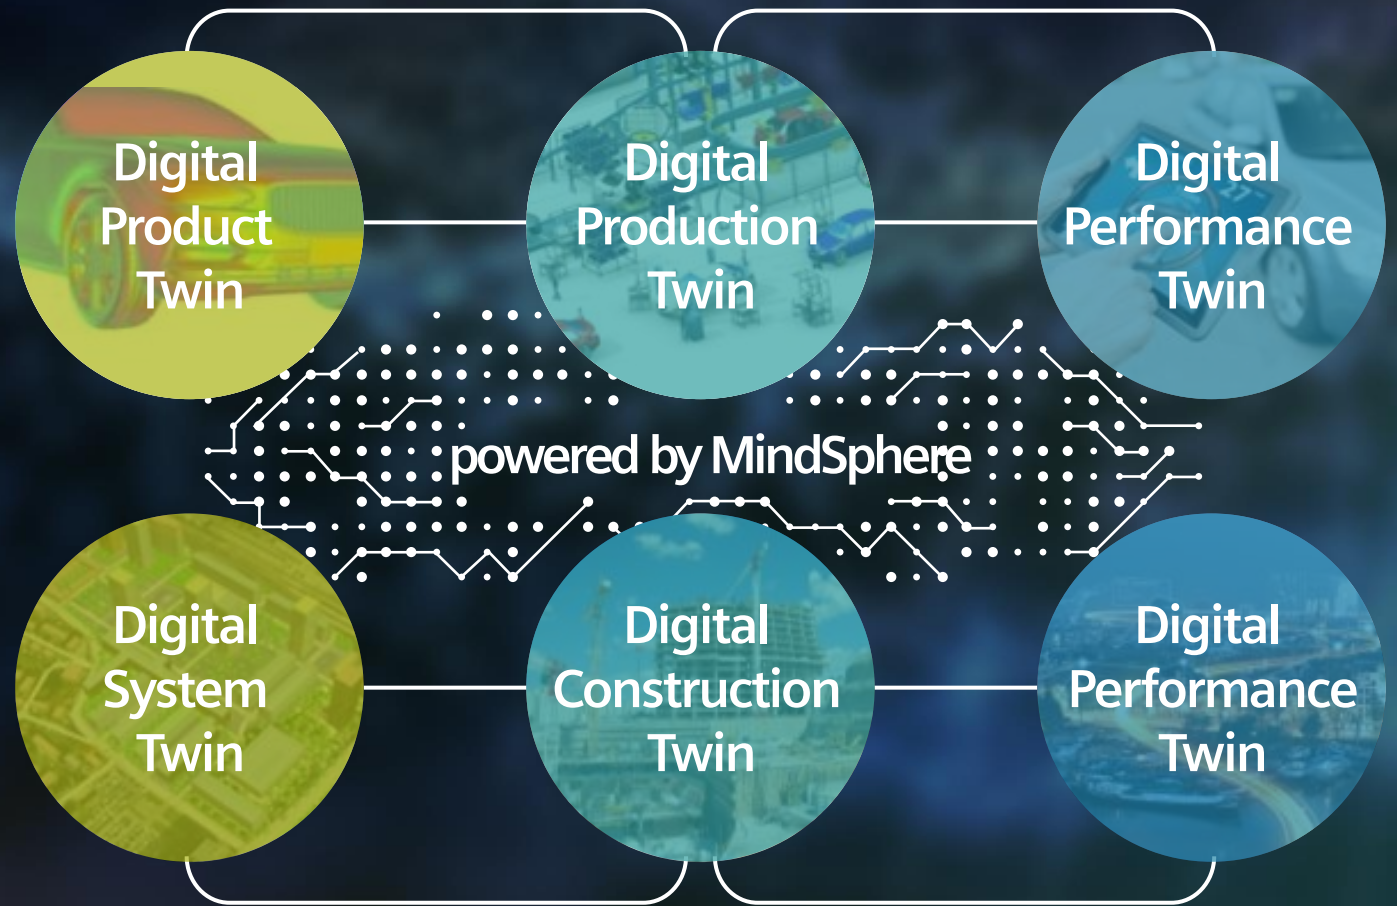 Digital
Product
Twin
Digital
Production
Twin
Digital
Performance
Twin
powered by MindSphere
Digital
System
Twin
Digital
Construction
Twin
Digital
Performance
Twin